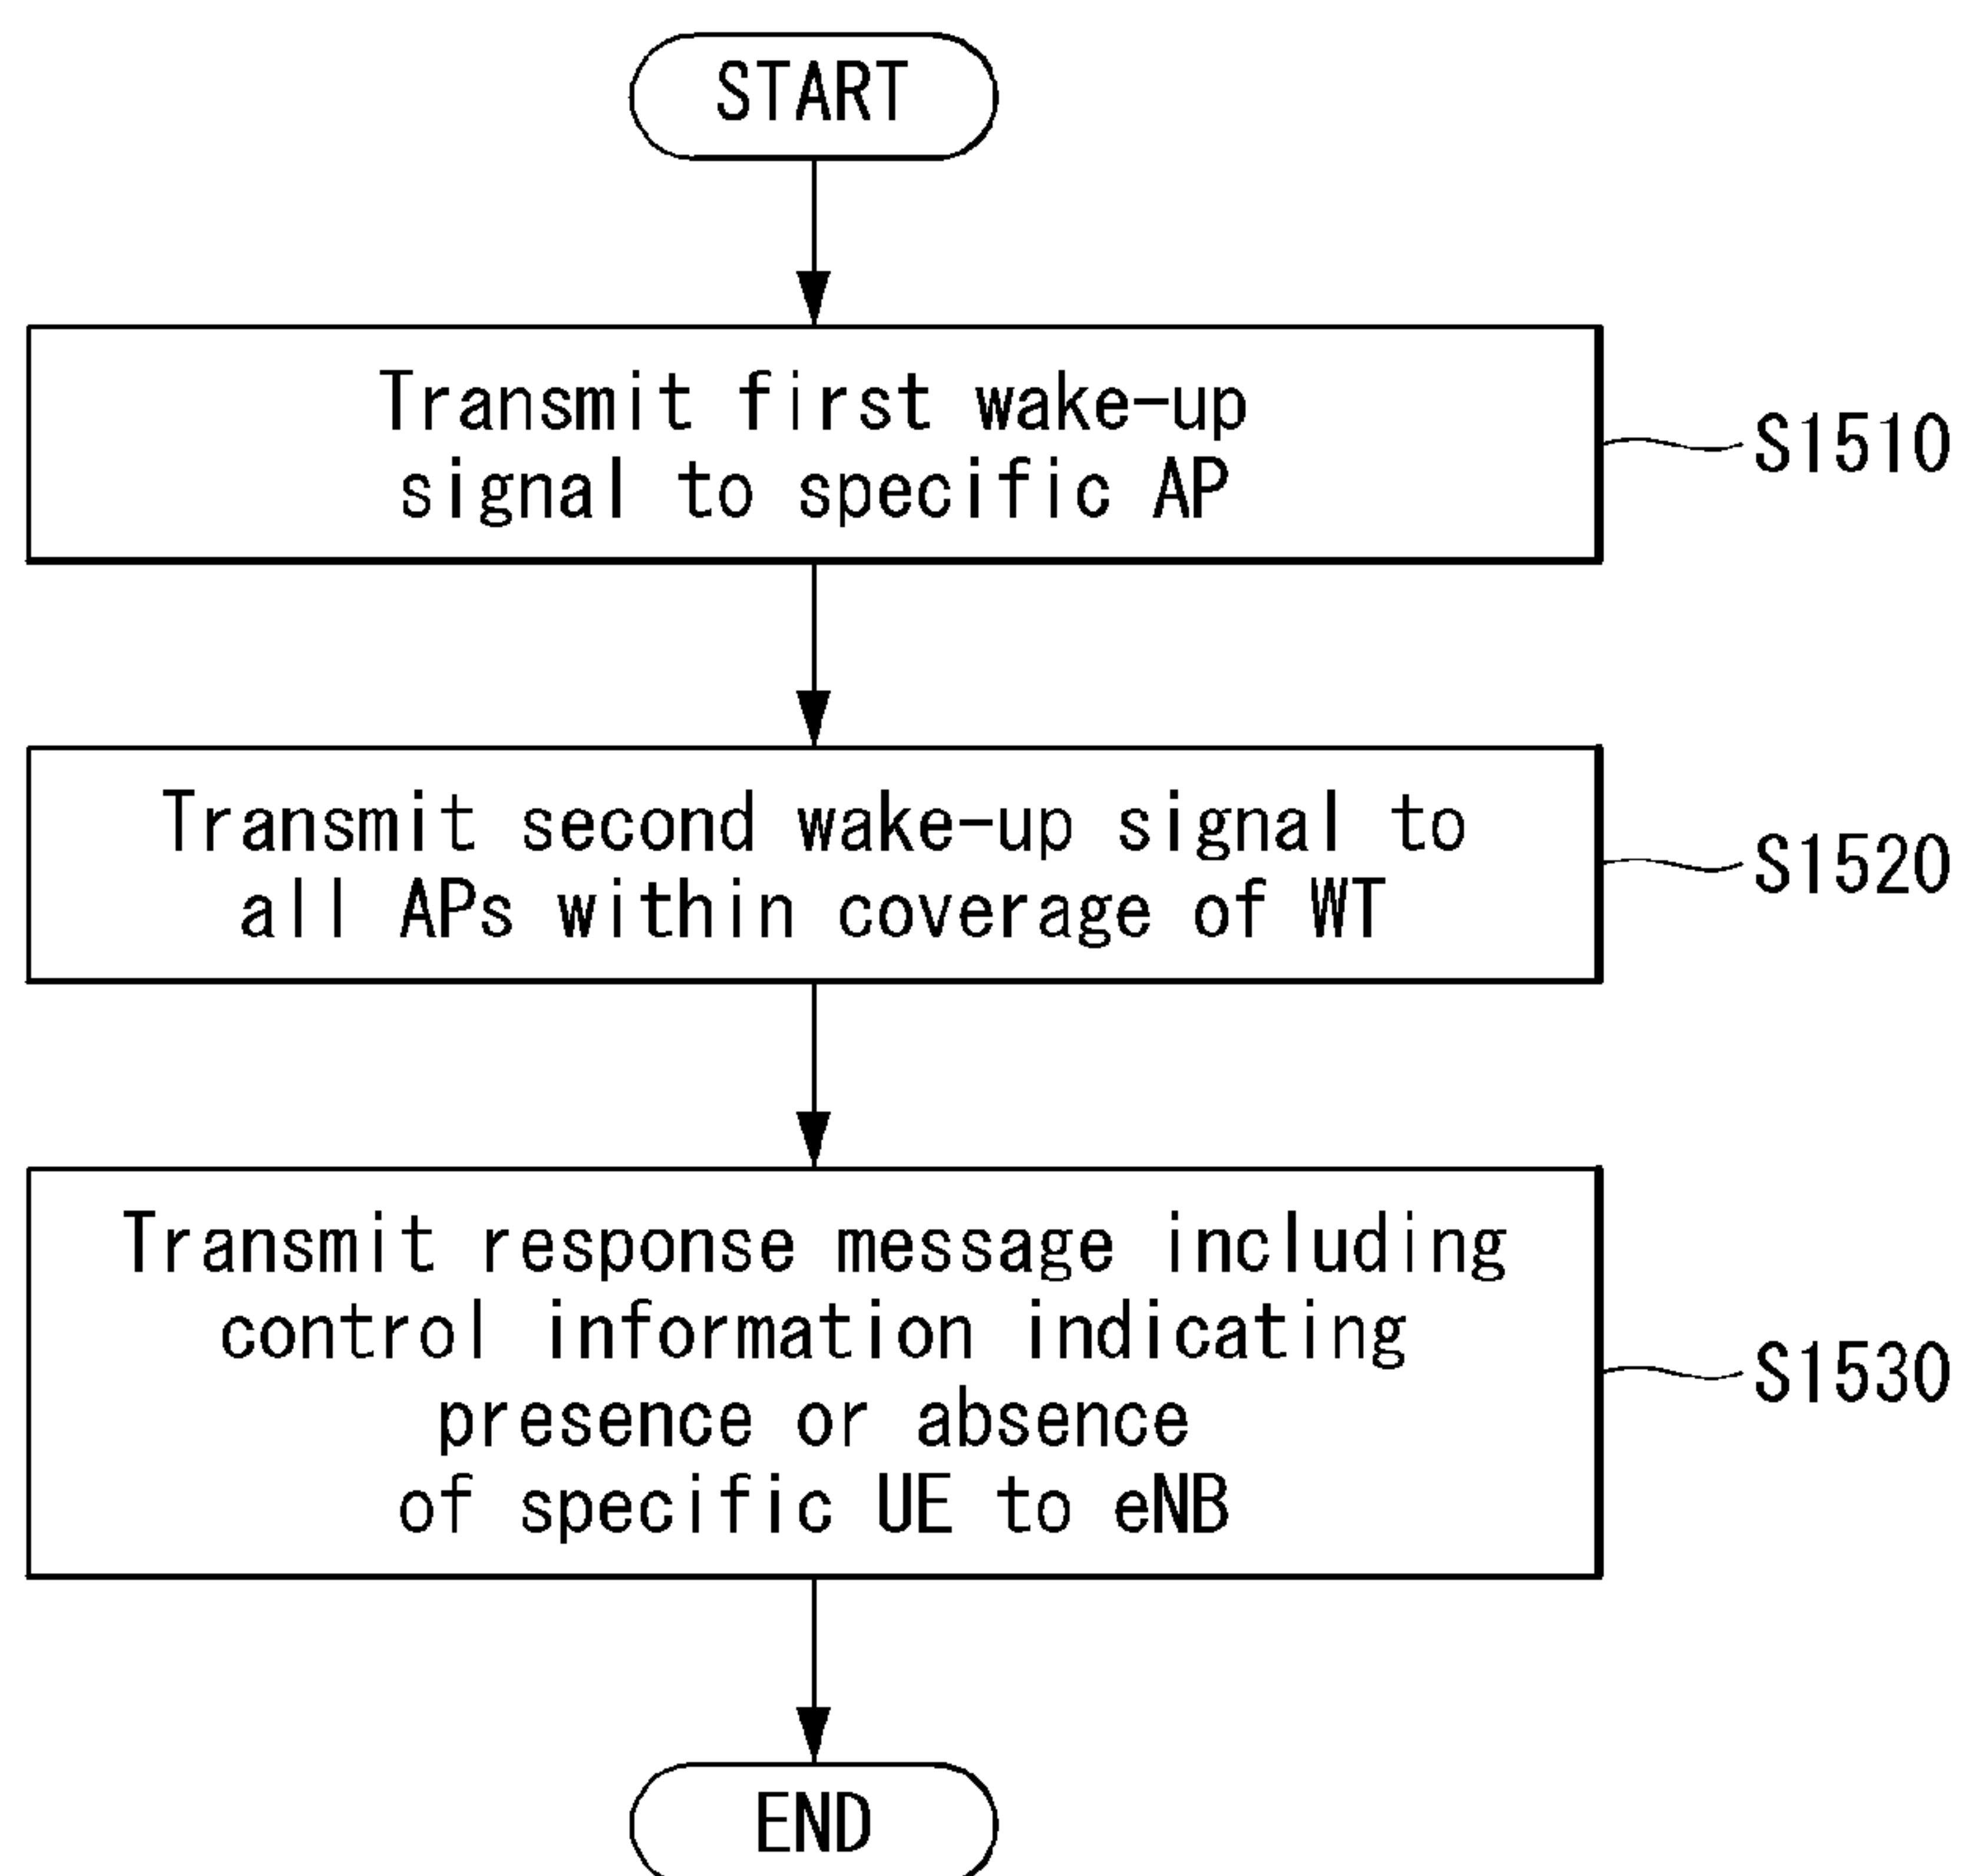 START
Transmit first wake-up
signal to specific AP
S1510
Transmit second wake-up signal to
all APs within coverage of WT
S1520
Transmit response message including
control information indicating
presence or absence
of specific UE to eNB
S1530
END